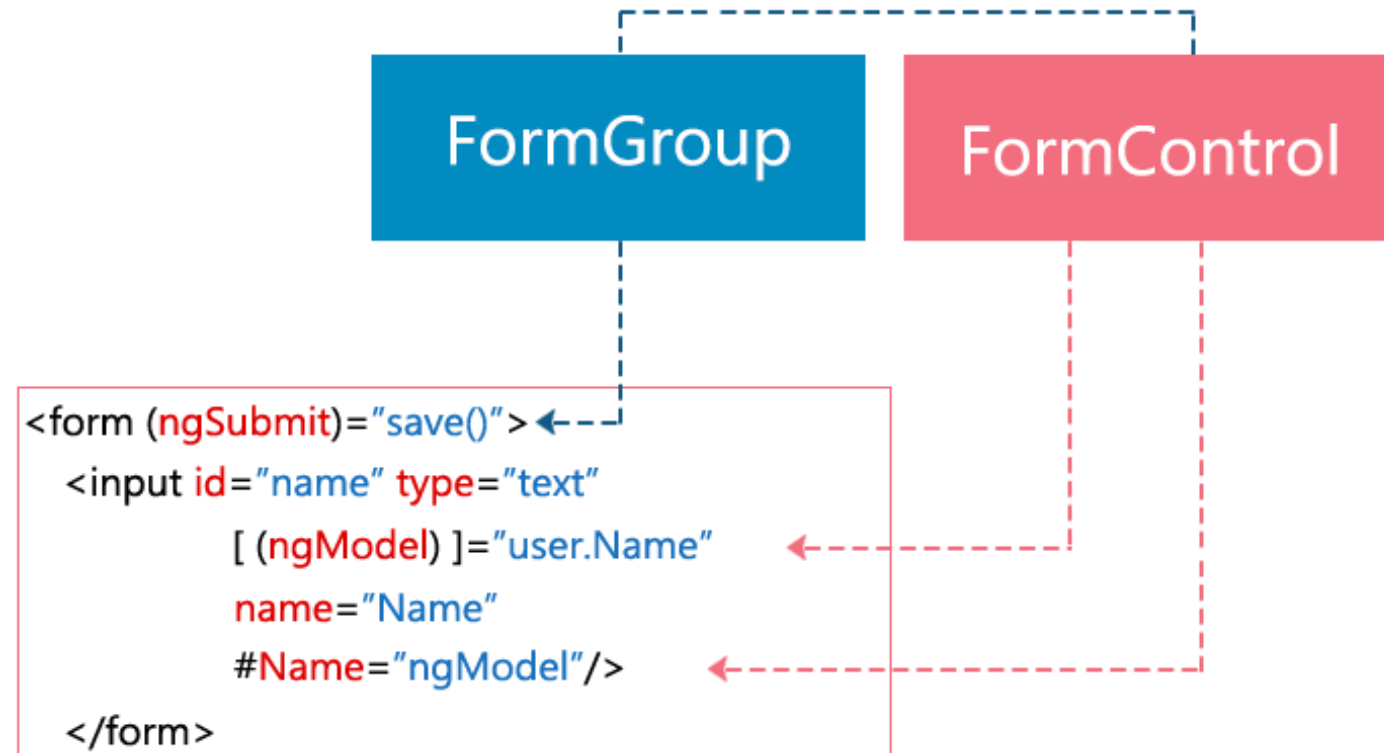 FormGroup
FormControl
<form (ngSubmit)="save()">
<input id="name" type="text"
[ (ngModel) ]="user.Name"
name="Name"
#Name="ngModel"/>
</form>